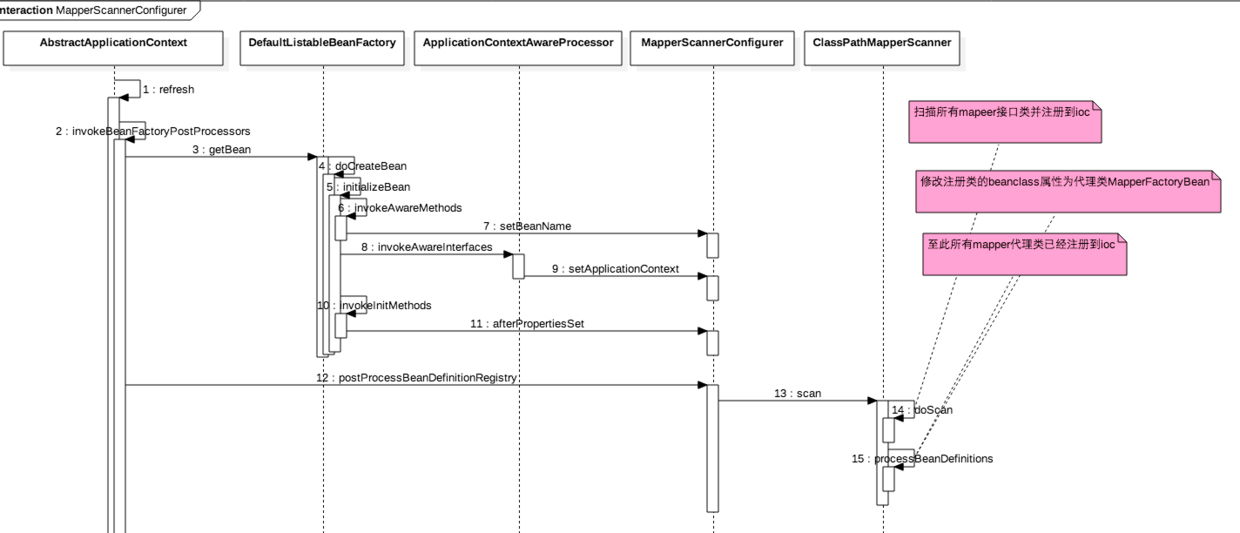 nteraction MapperScannerConfigurer
AbstractApplicationContext
DefaultListableBeanFactory
ApplicationContextAwareProcessor
MapperScannerConfigurer
ClassPathMapperScanner
1 : refresh
扫描所有mapeer接口类并注册到ioc
2 : invokeBeanFactoryPostProcessors
3 : getBean
4 : doCreateBean
修改注册类的beanclass属性为代理类MapperFactoryBean
5 : initializeBean
6 : invokeAwareMethods
7 : setBeanName
至此所有mapper代理类已经注册到ioc
8 : invokeAwareInterfaces
9 : setApplicationContext
10 : invokeInitMethods
11 : afterPropertiesSet
12 : postProcessBeanDefinitionRegistry
13 : scan
14 : doScan
15 : processBeanDefinitions